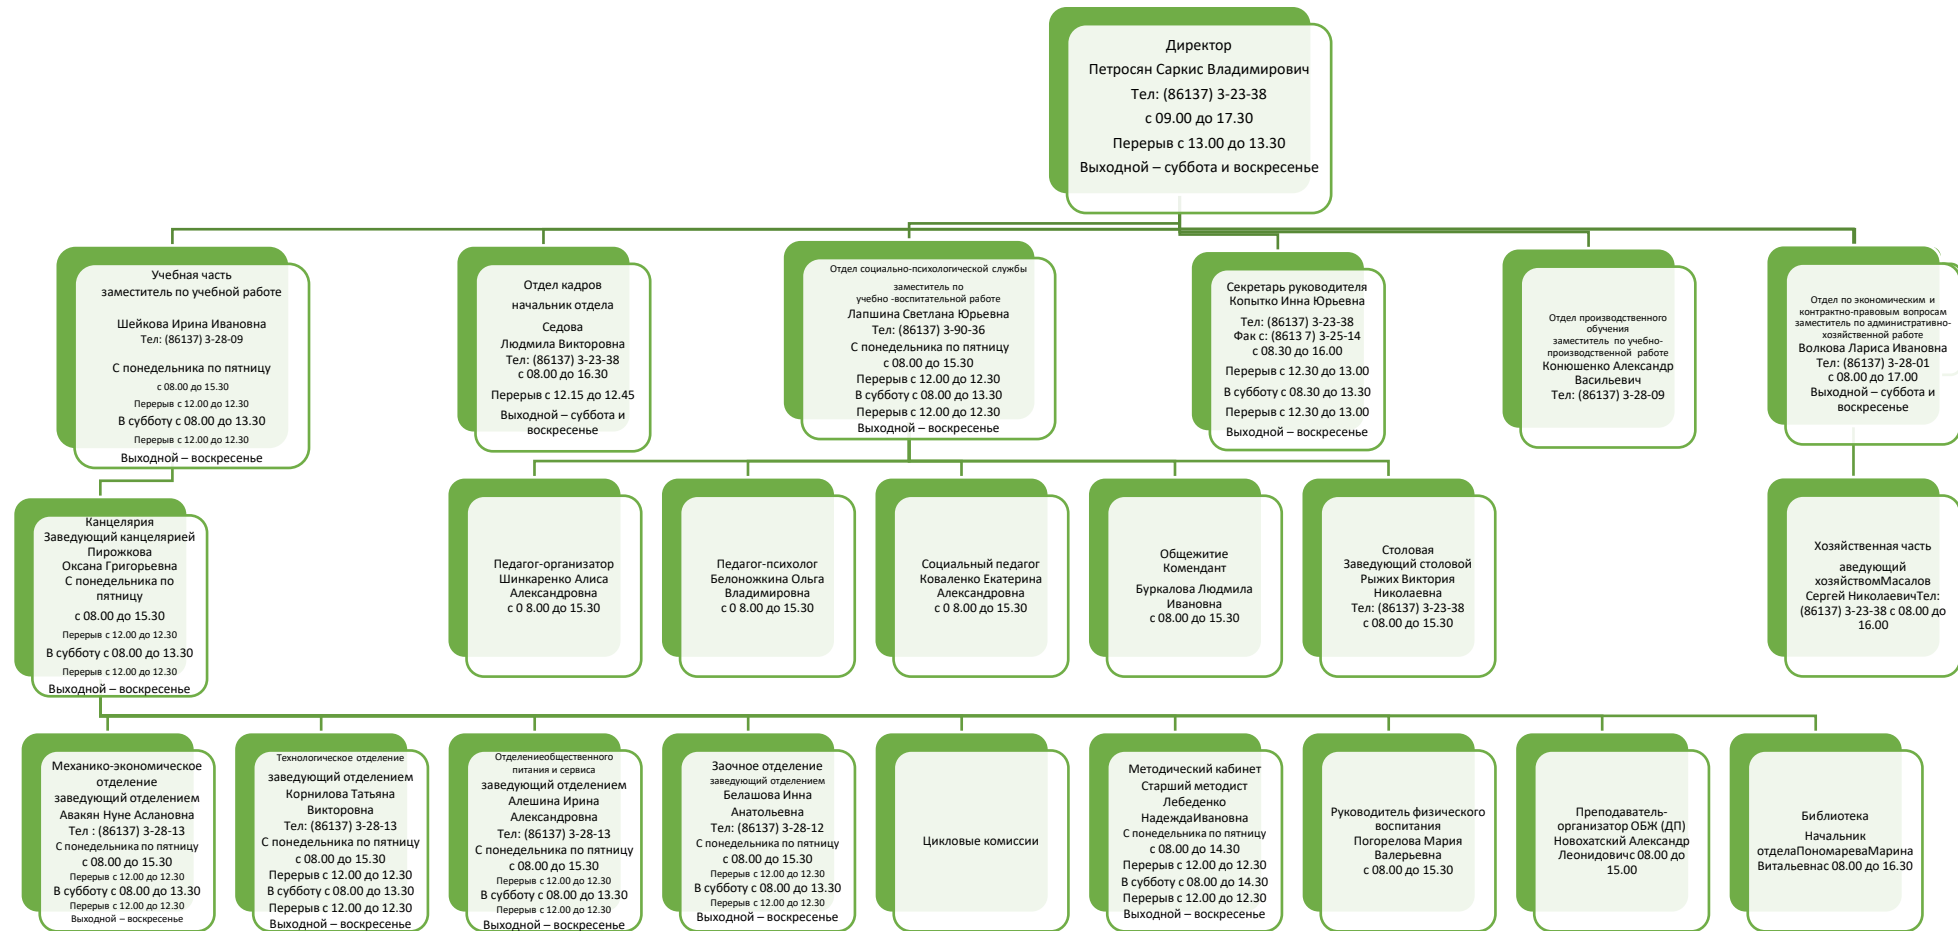 Директор
Петросян Саркис Владимирович
Тел: (86137) 3-23-38
с 09.00 до 17.30
Перерыв с 13.00 до 13.30
Выходной – суббота и воскресенье
Учебная часть
заместитель по учебной работе
Шейкова Ирина Ивановна
Тел: (86137) 3-28-09
С понедельника по пятницу
с 08.00 до 15.30
Перерыв с 12.00 до 12.30
В субботу с 08.00 до 13.30
Перерыв с 12.00 до 12.30
Выходной – воскресенье
Отдел кадров
начальник отдела
Седова
Людмила Викторовна
Тел: (86137) 3-23-38
с 08.00 до 16.30
Перерыв с 12.15 до 12.45
Выходной – суббота и
воскресенье
Отдел социально-психологической службы
заместитель по
учебно -воспитательной работе
Лапшина Светлана Юрьевна
Тел: (86137) 3-90-36
С понедельника по пятницу
с 08.00 до 15.30
Перерыв с 12.00 до 12.30
В субботу с 08.00 до 13.30
Перерыв с 12.00 до 12.30
Выходной – воскресенье
Секретарь руководителя
Копытко Инна Юрьевна
Тел: (86137) 3-23-38
Фак с: (8613 7) 3-25-14
с 08.30 до 16.00
Перерыв с 12.30 до 13.00
В субботу с 08.30 до 13.30
Перерыв с 12.30 до 13.00
Выходной – воскресенье
Отдел производственного
обучения
заместитель по учебно-
производственной работе
Конюшенко Александр
Васильевич
Тел: (86137) 3-28-09
Отдел по экономическим и
контрактно-правовым вопросам
заместитель по административно-
хозяйственной работе
Волкова Лариса Ивановна
Тел: (86137) 3-28-01
с 08.00 до 17.00
Выходной – суббота и
воскресенье
Канцелярия
Заведующий канцелярией
Пирожкова
Оксана Григорьевна
С понедельника по
пятницу
с 08.00 до 15.30
Перерыв с 12.00 до 12.30
В субботу с 08.00 до 13.30
Перерыв с 12.00 до 12.30
Выходной – воскресенье
Педагог-организатор
Шинкаренко Алиса
Александровна
с 0 8.00 до 15.30
Педагог-психолог
Белоножкина Ольга
Владимировна
с 0 8.00 до 15.30
Социальный педагог
Коваленко Екатерина
Александровна
с 0 8.00 до 15.30
Общежитие
Комендант
Буркалова Людмила
Ивановна
с 08.00 до 15.30
Столовая
Заведующий столовой
Рыжих Виктория
Николаевна
Тел: (86137) 3-23-38
с 08.00 до 15.30
Хозяйственная часть
аведующий
хозяйствомМасалов
Сергей НиколаевичТел:
(86137) 3-23-38 с 08.00 до
16.00
Механико-экономическое
отделение
заведующий отделением
Авакян Нуне Аслановна
Тел : (86137) 3-28-13
С понедельника по пятницу
с 08.00 до 15.30
Перерыв с 12.00 до 12.30
В субботу с 08.00 до 13.30
Перерыв с 12.00 до 12.30
Выходной – воскресенье
Технологическое отделение
заведующий отделением
Корнилова Татьяна
Викторовна
Тел: (86137) 3-28-13
С понедельника по пятницу
с 08.00 до 15.30
Перерыв с 12.00 до 12.30
В субботу с 08.00 до 13.30
Перерыв с 12.00 до 12.30
Выходной – воскресенье
Отделениеобщественного
питания и сервиса
заведующий отделением
Алешина Ирина
Александровна
Тел: (86137) 3-28-13
С понедельника по пятницу
с 08.00 до 15.30
Перерыв с 12.00 до 12.30
В субботу с 08.00 до 13.30
Перерыв с 12.00 до 12.30
Выходной – воскресенье
Заочное отделение
заведующий отделением
Белашова Инна
Анатольевна
Тел: (86137) 3-28-12
С понедельника по пятницу
с 08.00 до 15.30
Перерыв с 12.00 до 12.30
В субботу с 08.00 до 13.30
Перерыв с 12.00 до 12.30
Выходной – воскресенье
Цикловые комиссии
Методический кабинет
Старший методист
Лебеденко
НадеждаИвановна
С понедельника по пятницу
с 08.00 до 14.30
Перерыв с 12.00 до 12.30
В субботу с 08.00 до 14.30
Перерыв с 12.00 до 12.30
Выходной – воскресенье
Руководитель физического
воспитания
Погорелова Мария
Валерьевна
с 08.00 до 15.30
Преподаватель-
организатор ОБЖ (ДП)
Новохатский Александр
Леонидовичс 08.00 до
15.00
Библиотека
Начальник
отделаПономареваМарина
Витальевнас 08.00 до 16.30